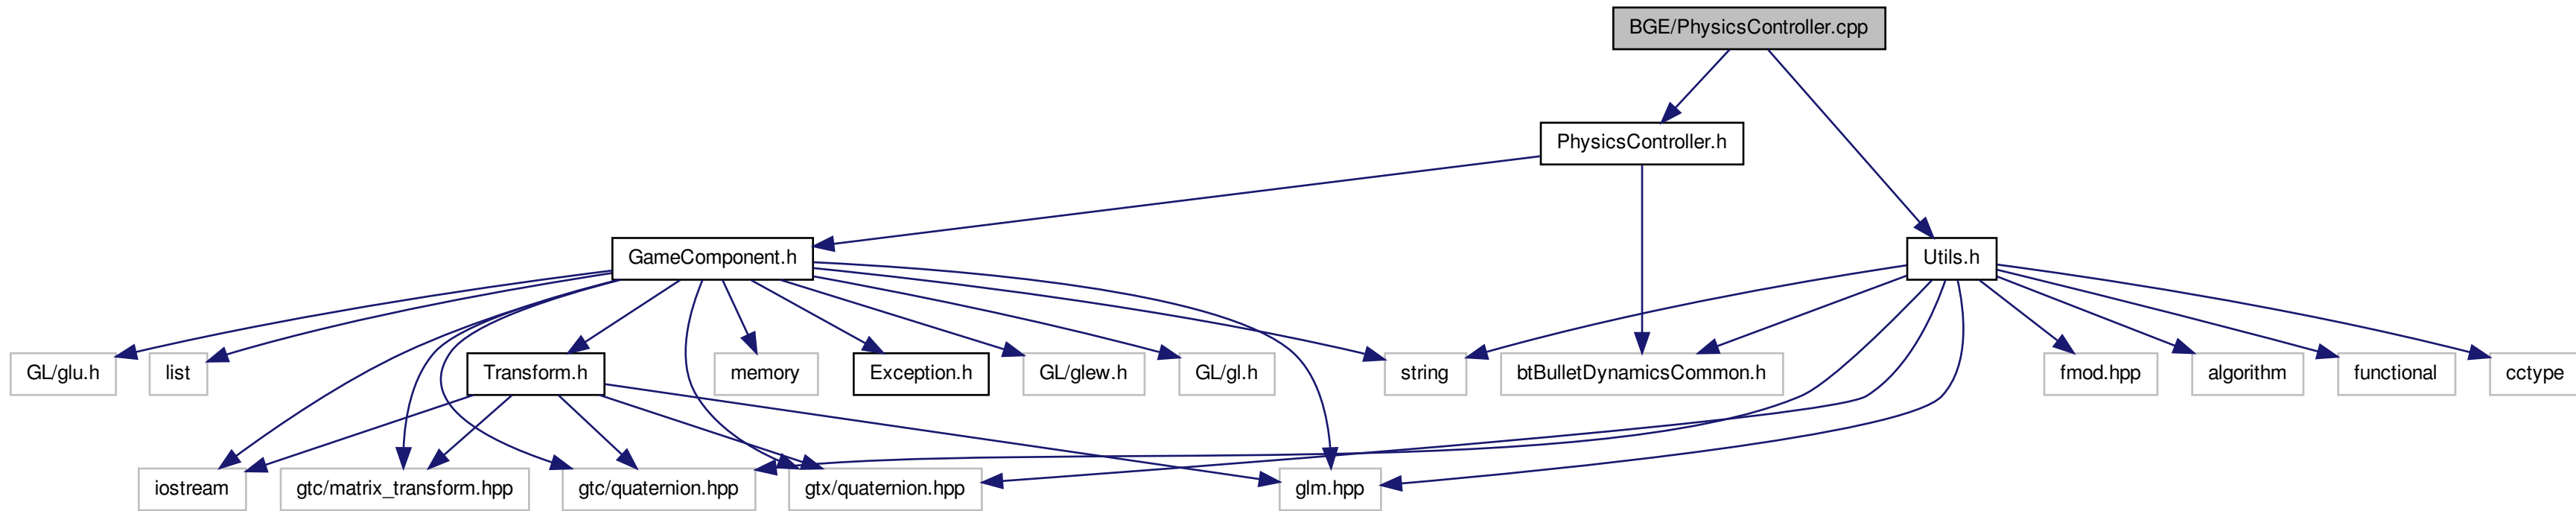 BGE/PhysicsController.cpp
PhysicsController.h
GameComponent.h
Utils.h
GL/glu.h
list
Transform.h
memory
Exception.h
GL/glew.h
GL/gl.h
string
btBulletDynamicsCommon.h
fmod.hpp
algorithm
functional
cctype
iostream
gtc/matrix_transform.hpp
gtc/quaternion.hpp
gtx/quaternion.hpp
glm.hpp